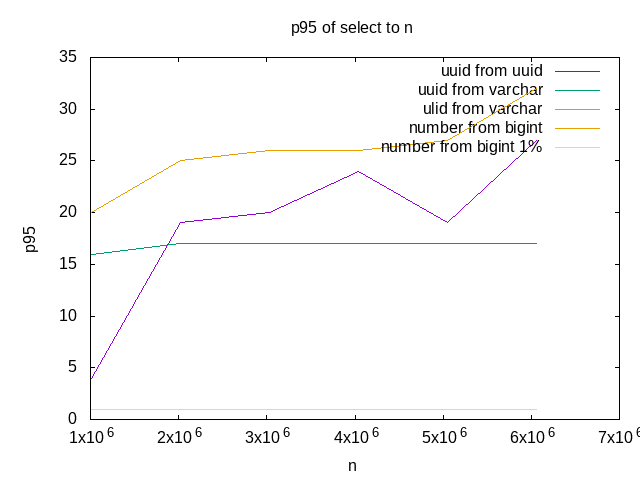 p95 of select to n
uuid from uuid
uuid from varchar
ulid from varchar
number from bigint
number from bigint 1%
35
30
25
20
15
10
5
0
p95
1x10^6 2x10^6 3x10^6 4x10^6 5x10^6 6x10^6 7x10^6
n